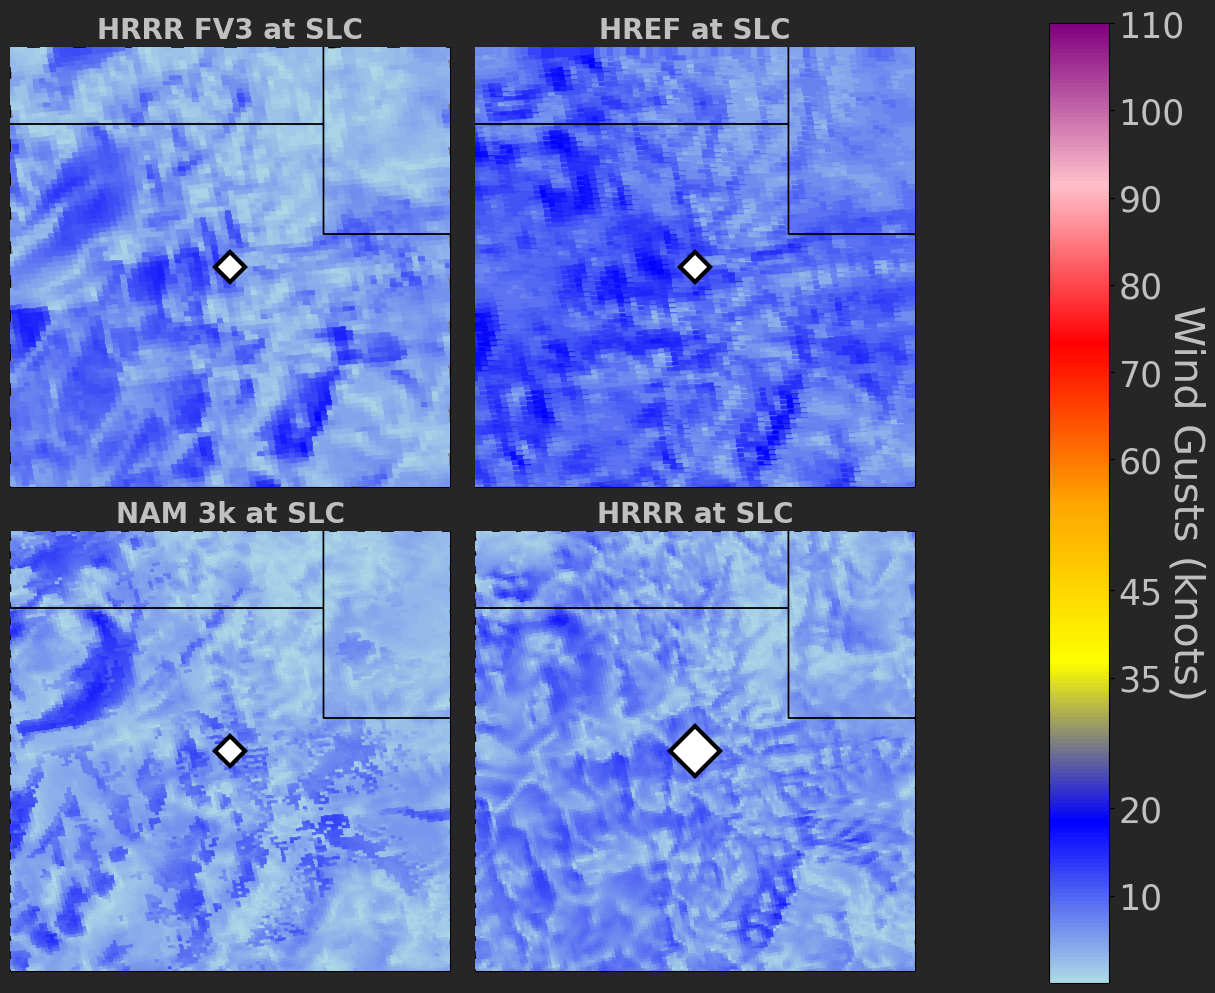 HRRR FV3 at SLC
HREF at SLC
NAM 3k at SLC
HRRR at SLC
110
100
90
80
70
60
45
35
20
10
Wind Gusts (knots)